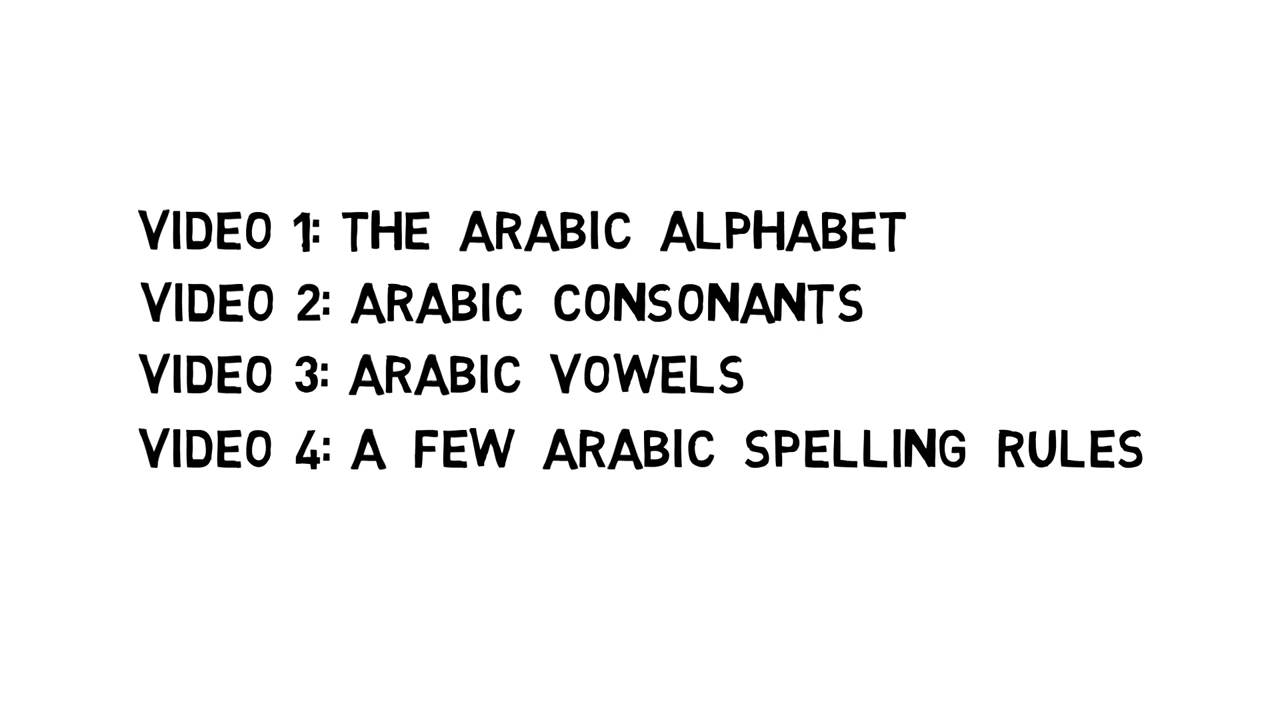 VIDEO 1: THE ARABIC ALPHABET
VIDEO 2: ARABIC CONSONANTS
VIDEO 3: ARABIC VOWELS
VIDEO 4: A FEW ARABIC SPELLING RULES